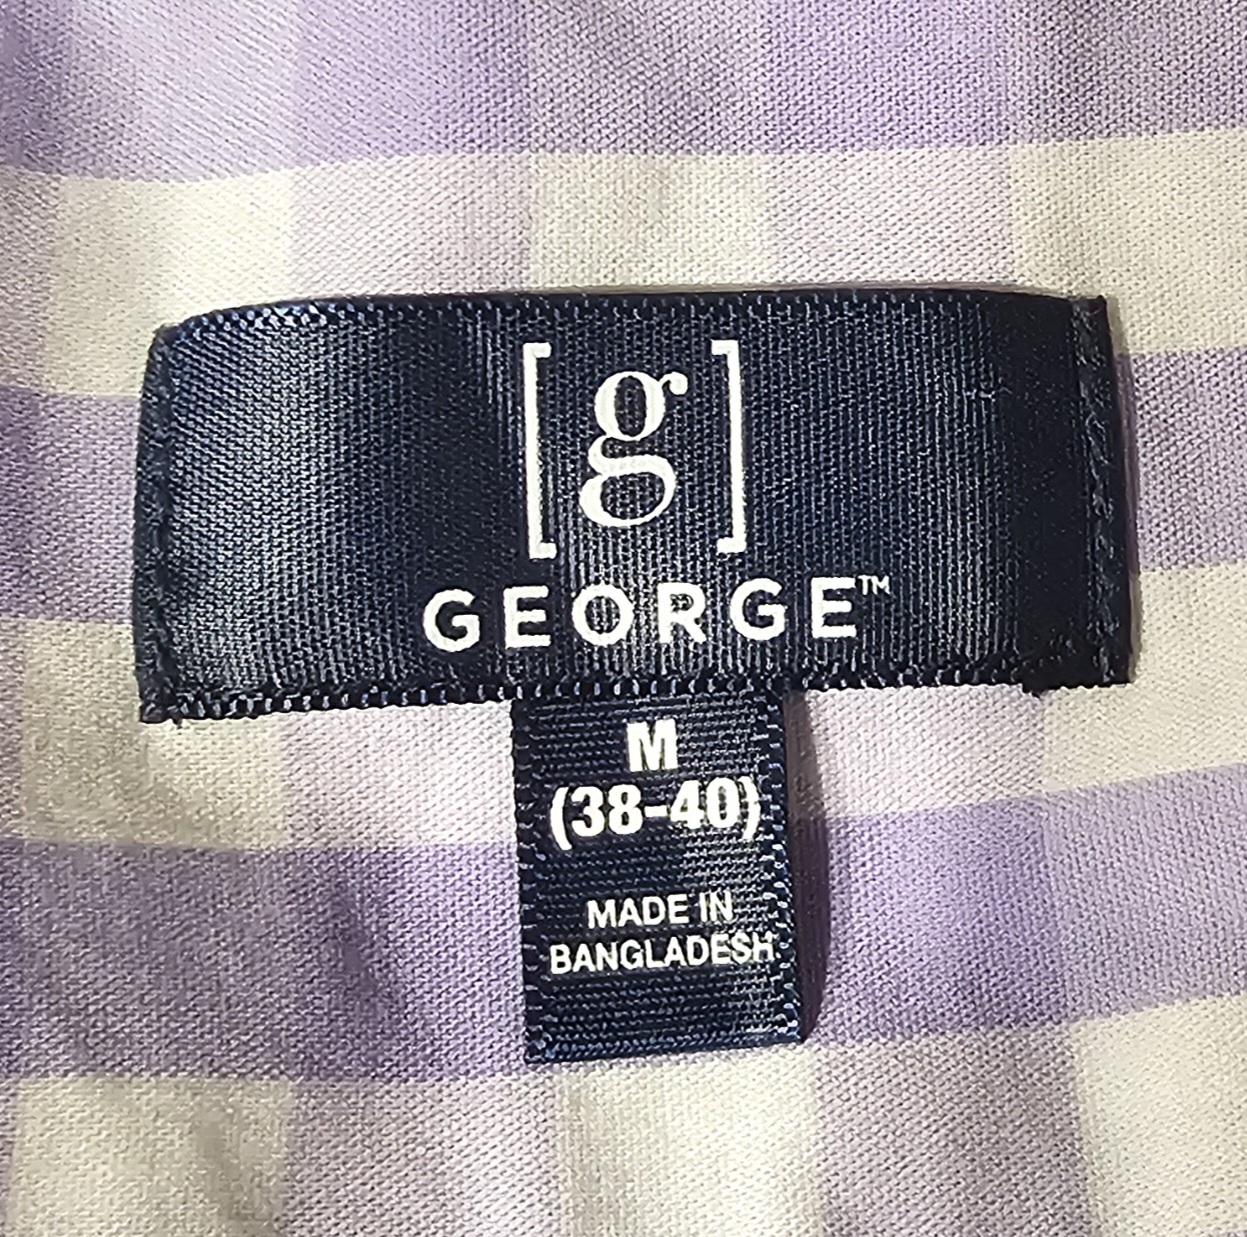 [g]
GEORGE™
M
(38-40)
MADE IN
BANGLADESH